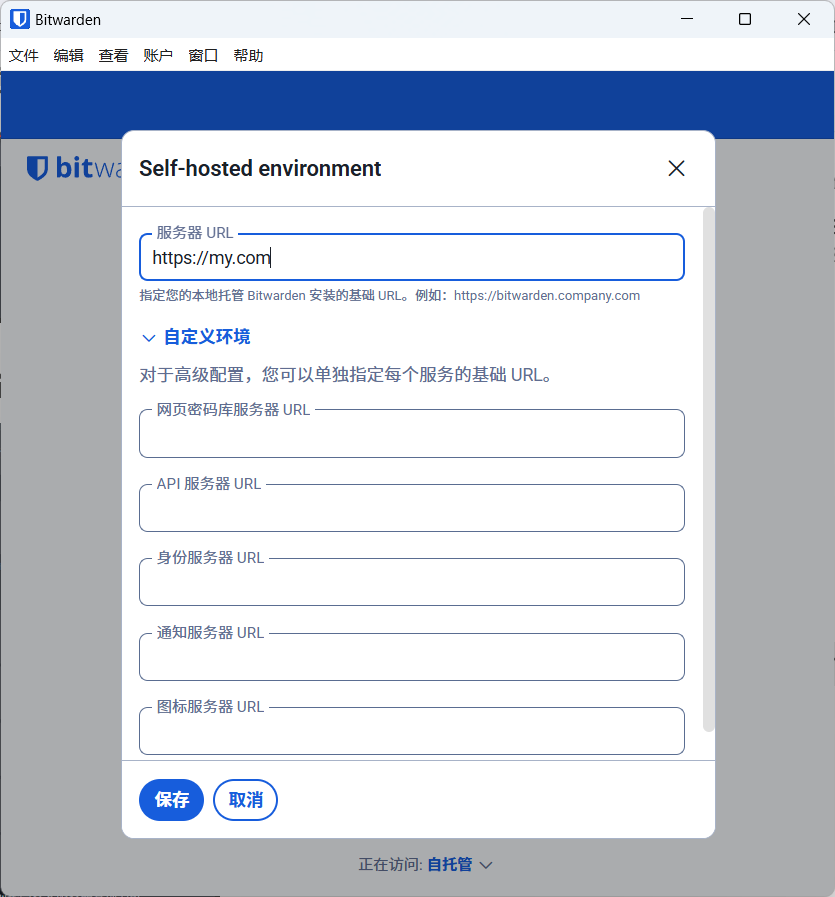 Bitwarden
文件 编辑 查看 账户 窗口 帮助
Self-hosted environment
服务器 URL
https://my.com
指定您的本地托管 Bitwarden 安装的基础 URL。例如：https://bitwarden.company.com
自定义环境
对于高级配置，您可以单独指定每个服务的基础 URL。
网页密码库服务器 URL
API 服务器 URL
身份服务器 URL
通知服务器 URL
图标服务器 URL
保存 取消
正在访问: 自托管